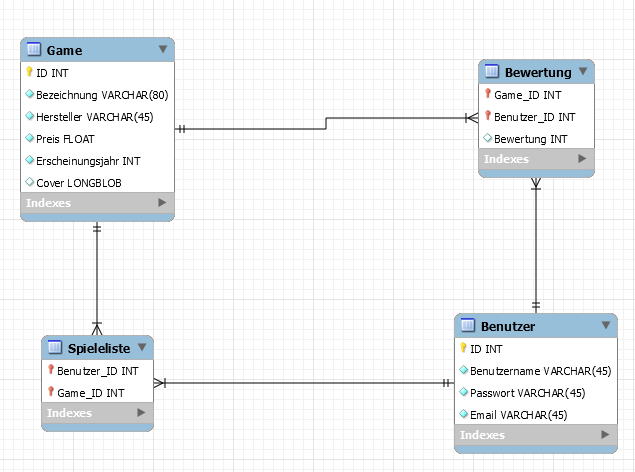 Game
ID INT
Bezeichnung VARCHAR(80)
Hersteller VARCHAR(45)
Preis FLOAT
Erscheinungsjahr INT
Cover LONGBLOB
Indexes
Bewertung
Game_ID INT
Benutzer_ID INT
Bewertung INT
Indexes
Spieleliste
Benutzer_ID INT
Game_ID INT
Indexes
Benutzer
ID INT
Benutzername VARCHAR(45)
Passwort VARCHAR(45)
Email VARCHAR(45)
Indexes